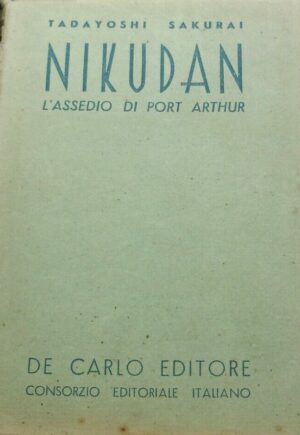 TADAYOSHI SAKURAI
NIKUDAN
L'ASSEDIO DI PORT ARTHUR
DE CARLO EDITORE
CONSORZIO EDITORIALE ITALIANO